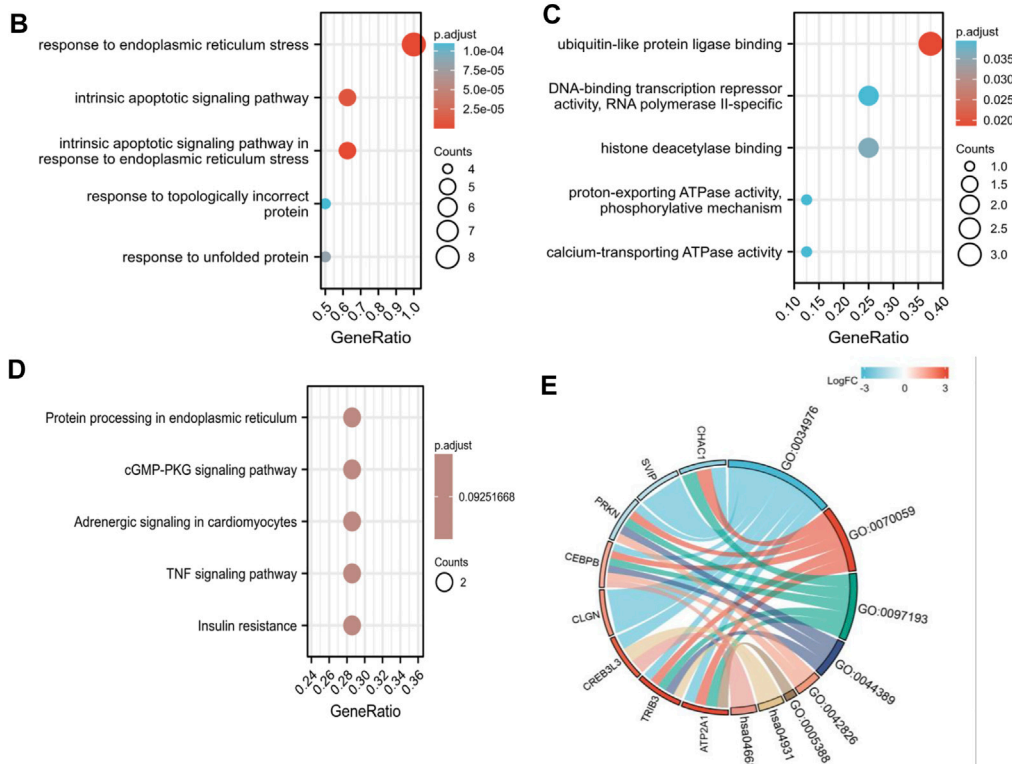 B
response to endoplasmic reticulum stress
intrinsic apoptotic signaling pathway
intrinsic apoptotic signaling pathway in
response to endoplasmic reticulum stress
response to topologically incorrect
protein
response to unfolded protein
0.5 0.6 0.7 0.8 0.9 1.0
GeneRatio
p.adjust
1.0e-04
7.5e-05
5.0e-05
2.5e-05
Counts
4
5
6
7
8
C
ubiquitin-like protein ligase binding
DNA-binding transcription repressor
activity, RNA polymerase II-specific
histone deacetylase binding
proton-exporting ATPase activity,
phosphorylative mechanism
calcium-transporting ATPase activity
0.10 0.15 0.20 0.25 0.30 0.35 0.40
GeneRatio
p.adjust
0.035
0.030
0.025
0.020
Counts
1.0
1.5
2.0
2.5
3.0
D
Protein processing in endoplasmic reticulum
cGMP-PKG signaling pathway
Adrenergic signaling in cardiomyocytes
TNF signaling pathway
Insulin resistance
0.24 0.26 0.28 0.30 0.32 0.34 0.36
GeneRatio
p.adjust
0.09251668
Counts
2
E
LogFC
-3 0 3
GO:0034976
GO:0070059
GO:0097193
GO:0044389
GO:0042826
GO:0005388
hsa04931
hsa0466
ATP2A1
TRIB3
CREB3L3
CLGN
CEBPB
PRKN
SVIP
CHAC1